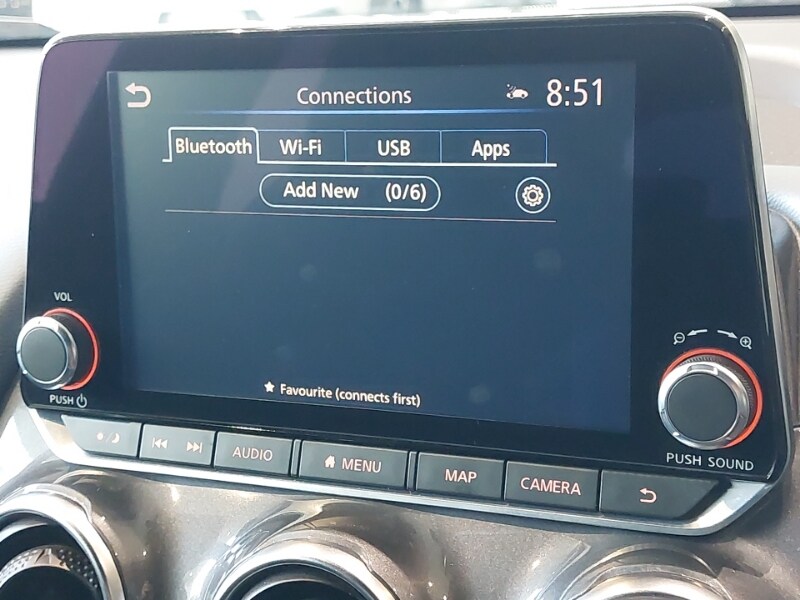 Connections 8:51
Bluetooth Wi-Fi USB Apps
Add New (0/6)
VOL
Favourite (connects first)
PUSH
PUSH SOUND
AUDIO MENU MAP CAMERA